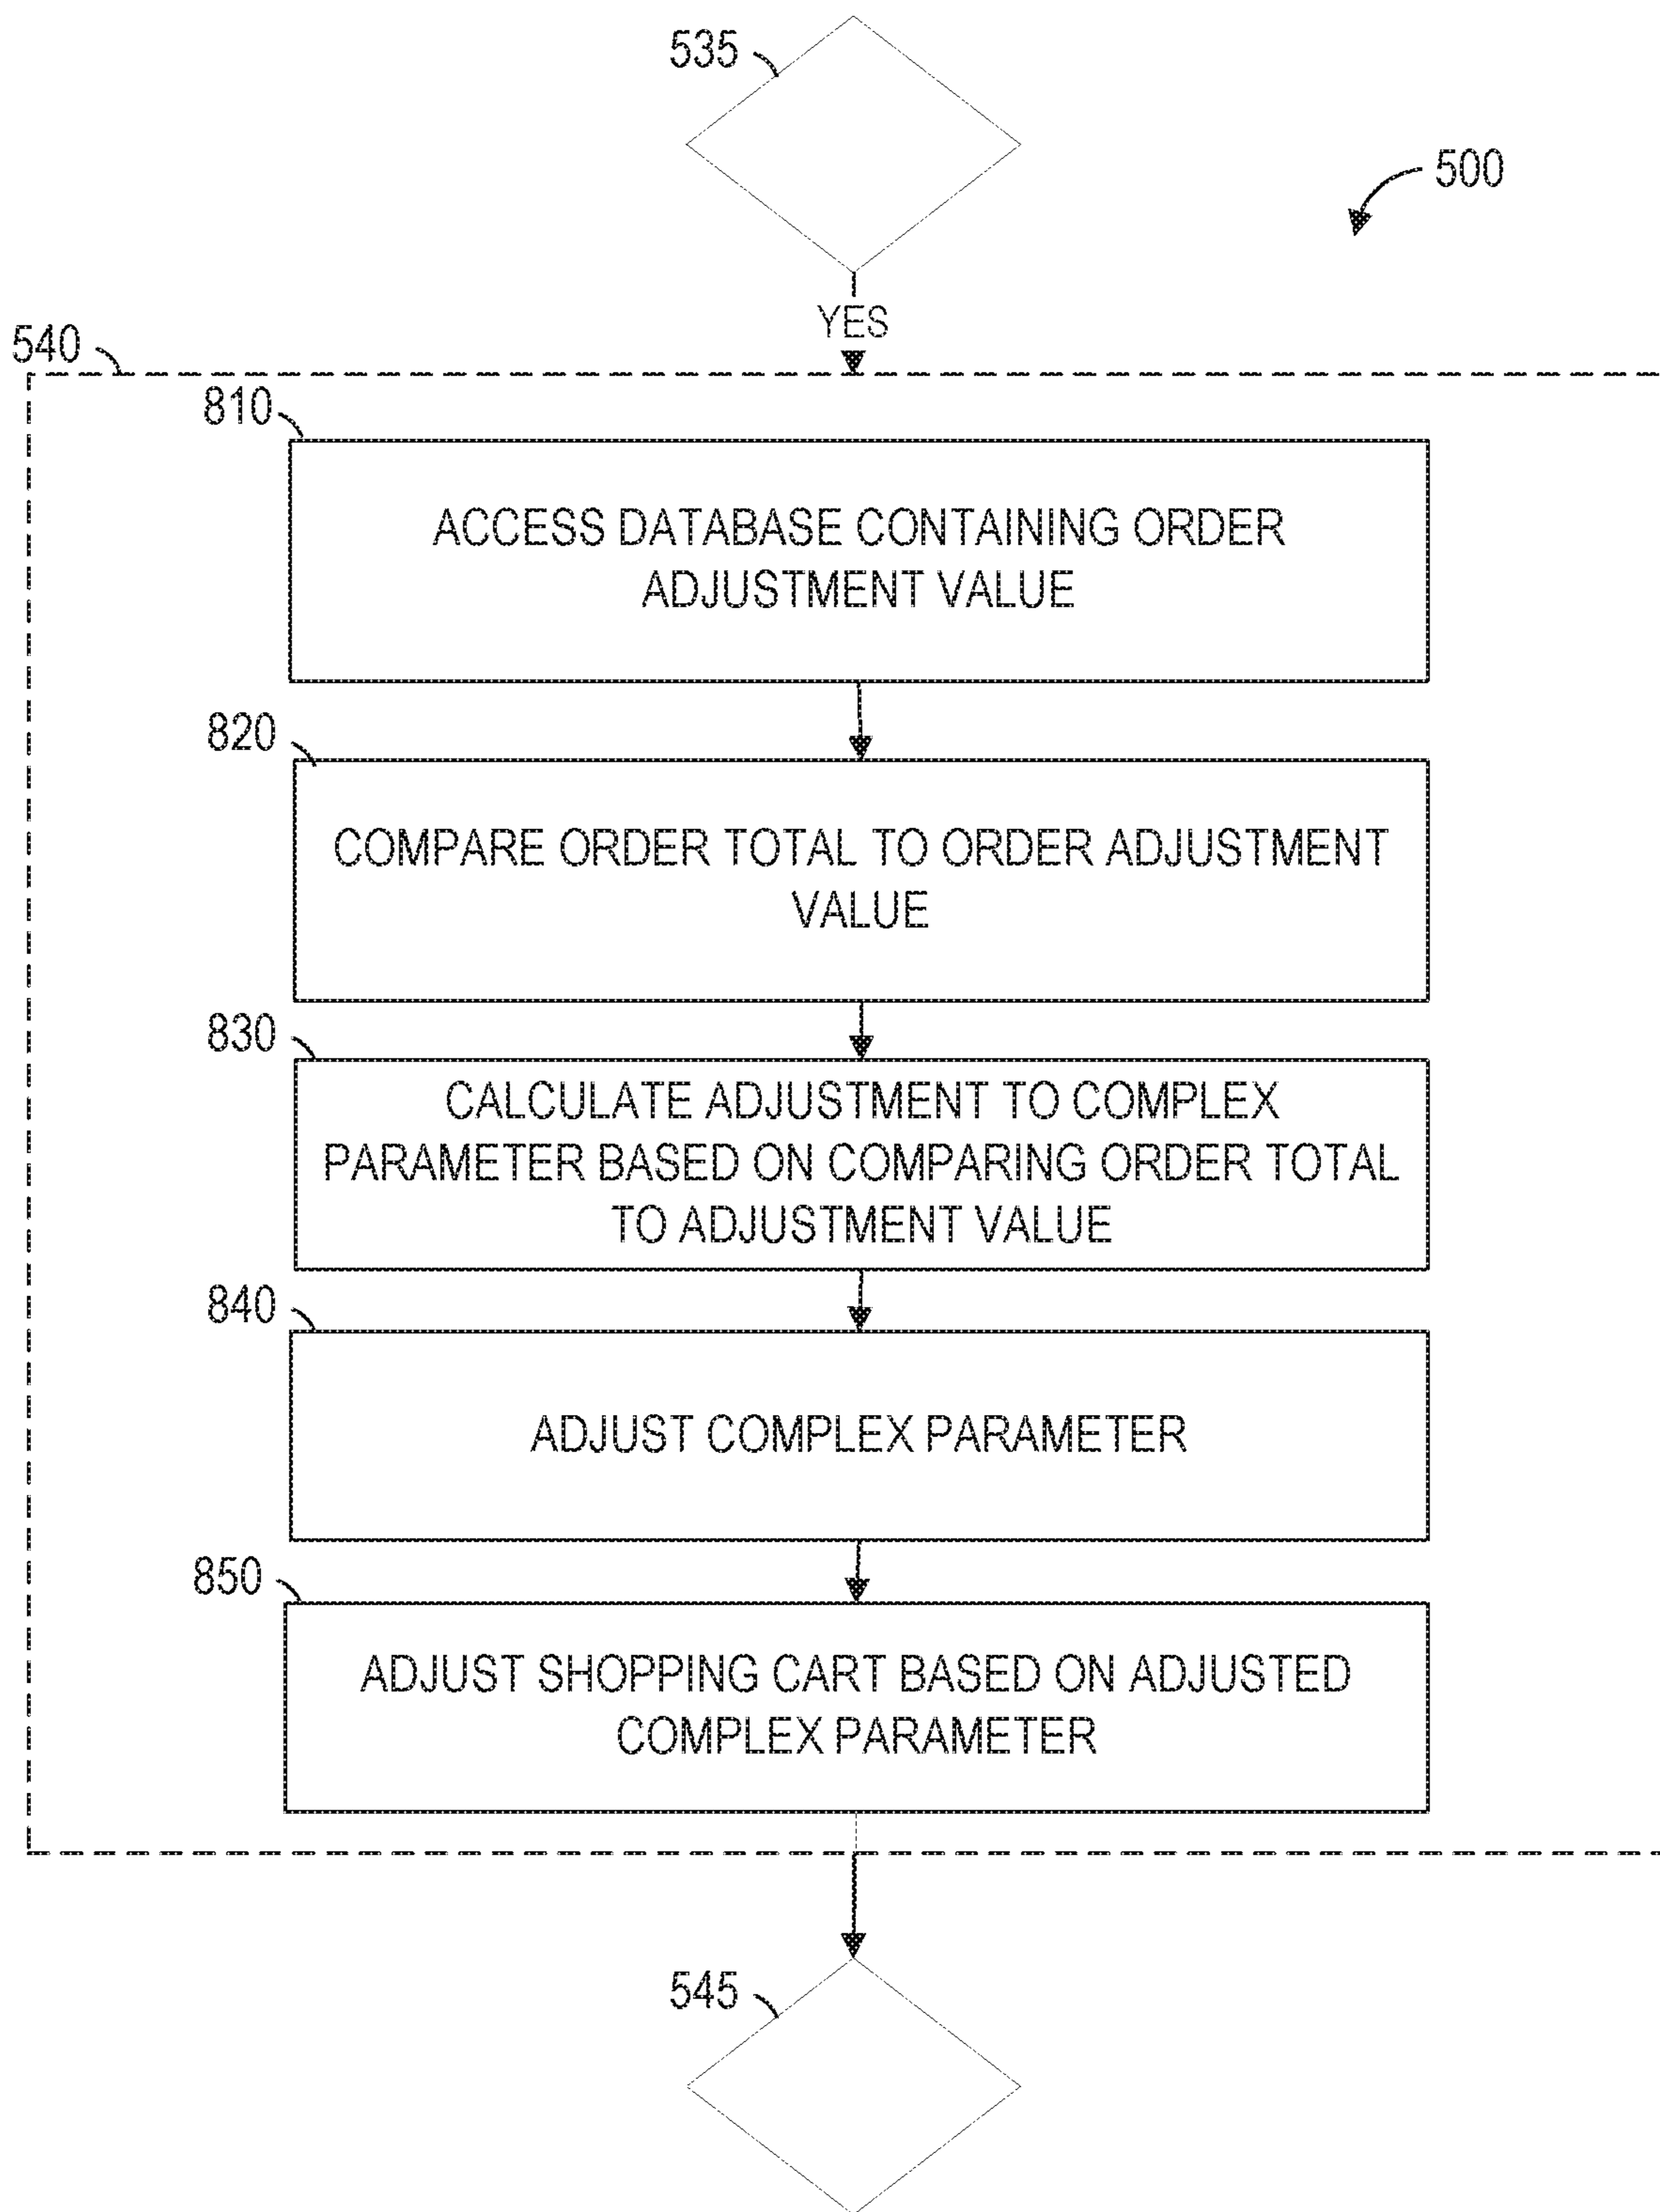 535
500
YES
540
810
ACCESS DATABASE CONTAINING ORDER
ADJUSTMENT VALUE
820
COMPARE ORDER TOTAL TO ORDER ADJUSTMENT
VALUE
830
CALCULATE ADJUSTMENT TO COMPLEX
PARAMETER BASED ON COMPARING ORDER TOTAL
TO ADJUSTMENT VALUE
840
ADJUST COMPLEX PARAMETER
850
ADJUST SHOPPING CART BASED ON ADJUSTED
COMPLEX PARAMETER
545